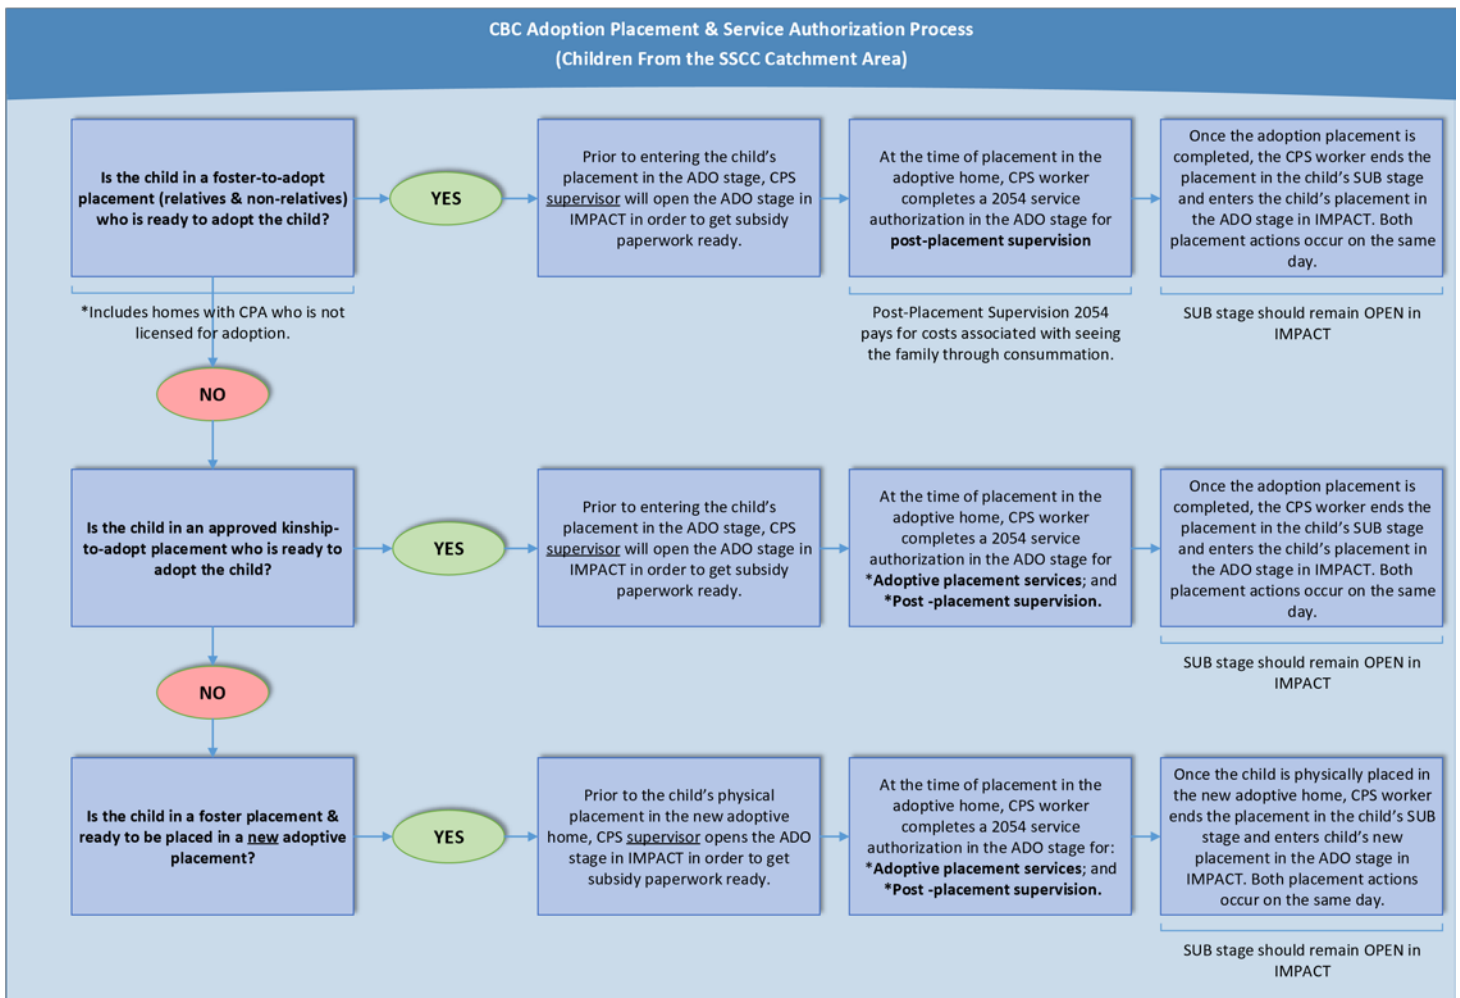 CBC Adoption Placement & Service Authorization Process
(Children From the SSCC Catchment Area)
Is the child in a foster-to-adopt
placement (relatives & non-relatives)
who is ready to adopt the child?
YES
Prior to entering the child's
placement in the ADO stage, CPS
supervisor will open the ADO stage in
IMPACT in order to get subsidy
paperwork ready.
At the time of placement in the
adoptive home, CPS worker
completes a 2054 service
authorization in the ADO stage for
post-placement supervision
Once the adoption placement is
completed, the CPS worker ends the
placement in the child's SUB stage
and enters the child's placement in
the ADO stage in IMPACT. Both
placement actions occur on the same
day.
*Includes homes with CPA who is not
licensed for adoption.
Post-Placement Supervision 2054
pays for costs associated with seeing
the family through consummation.
SUB stage should remain OPEN in
IMPACT
NO
Is the child in an approved kinship-
to-adopt placement who is ready to
adopt the child?
YES
Prior to entering the child's
placement in the ADO stage, CPS
supervisor will open the ADO stage in
IMPACT in order to get subsidy
paperwork ready.
At the time of placement in the
adoptive home, CPS worker
completes a 2054 service
authorization in the ADO stage for
*Adoptive placement services; and
*Post -placement supervision.
Once the adoption placement is
completed, the CPS worker ends the
placement in the child's SUB stage
and enters the child's placement in
the ADO stage in IMPACT. Both
placement actions occur on the same
day.
SUB stage should remain OPEN in
IMPACT
NO
Is the child in a foster placement &
ready to be placed in a new adoptive
placement?
YES
Prior to the child's physical
placement in the new adoptive
home, CPS supervisor opens the ADO
stage in IMPACT in order to get
subsidy paperwork ready.
At the time of placement in the
adoptive home, CPS worker
completes a 2054 service
authorization in the ADO stage for:
*Adoptive placement services; and
*Post -placement supervision.
Once the child is physically placed in
the new adoptive home, CPS worker
ends the placement in the child's SUB
stage and enters child's new
placement in the ADO stage in
IMPACT. Both placement actions
occur on the same day.
SUB stage should remain OPEN in
IMPACT